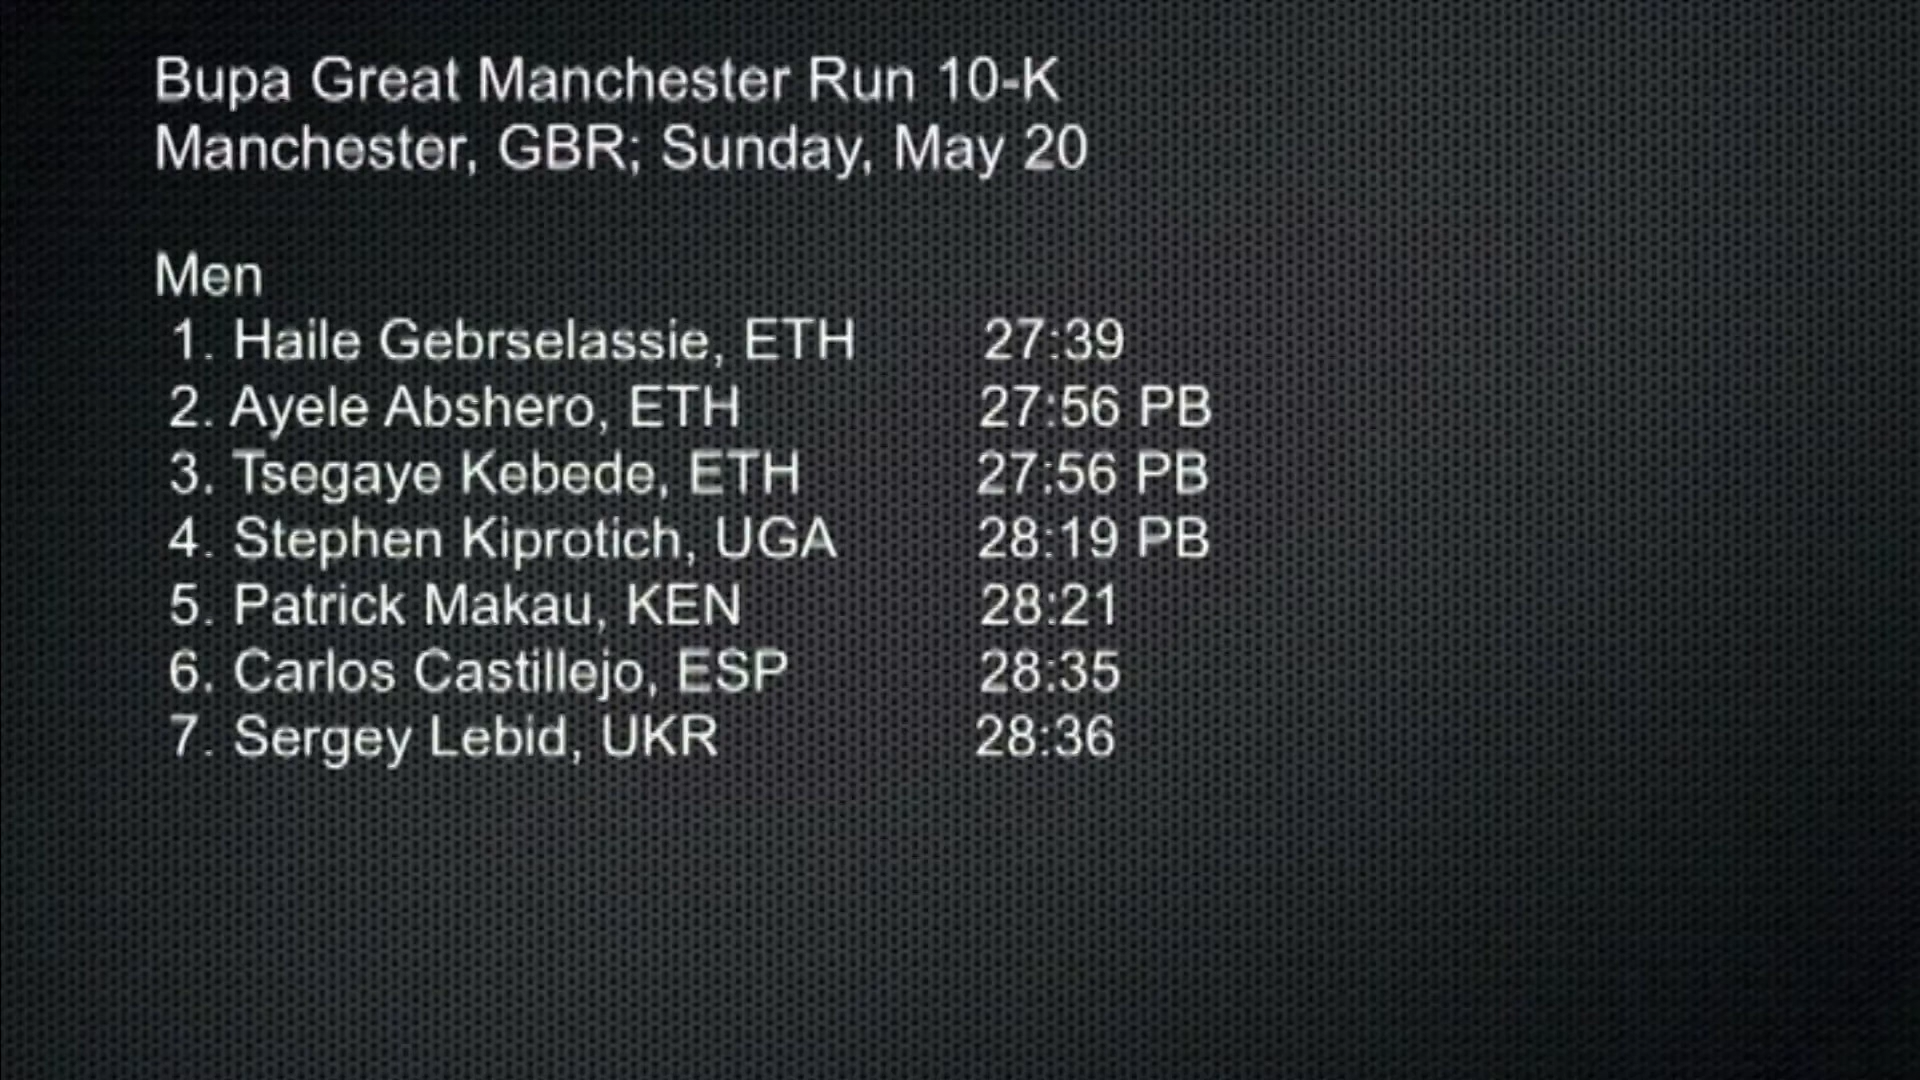 Bupa Great Manchester Run 10-K
Manchester, GBR; Sunday, May 20
Men
1. Haile Gebrselassie, ETH 27:39
2. Ayele Abshero, ETH 27:56 PB
3. Tsegaye Kebede, ETH 27:56 PB
4. Stephen Kiprotich, UGA 28:19 PB
5. Patrick Makau, KEN 28:21
6. Carlos Castillejo, ESP 28:35
7. Sergey Lebid, UKR 28:36